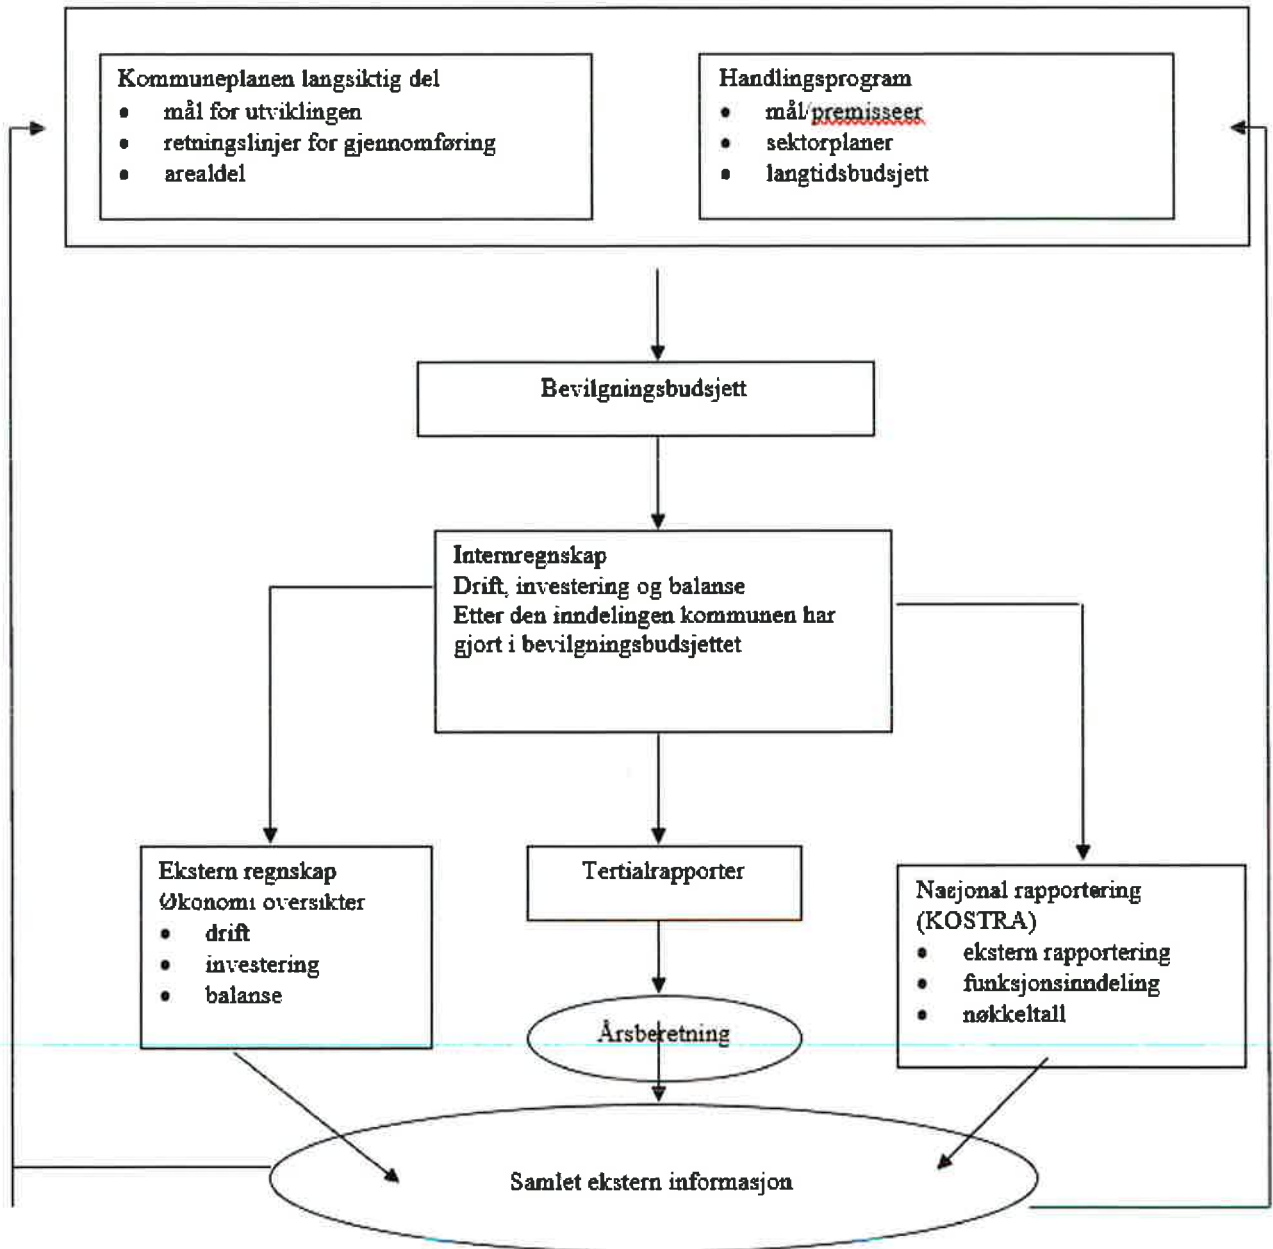 Kommuneplanen langsiktig del
• mål for utviklingen
• retningslinjer for gjennomføring
• arealdel
Handlingsprogram
• mål/premisseer
• sektorplaner
• langtidsbudsjett
Bevilgningsbudsjett
Internregnskap
Drift, investering og balanse
Etter den inndelingen kommunen har
gjort i bevilgningsbudsjettet
Ekstern regnskap
Økonomi oversikter
• drift
• investering
• balanse
Tertialrapporter
Nasjonal rapportering
(KOSTRA)
• ekstern rapportering
• funksjonsinndeling
• nøkkeltall
Årsberetning
Samlet ekstern informasjon